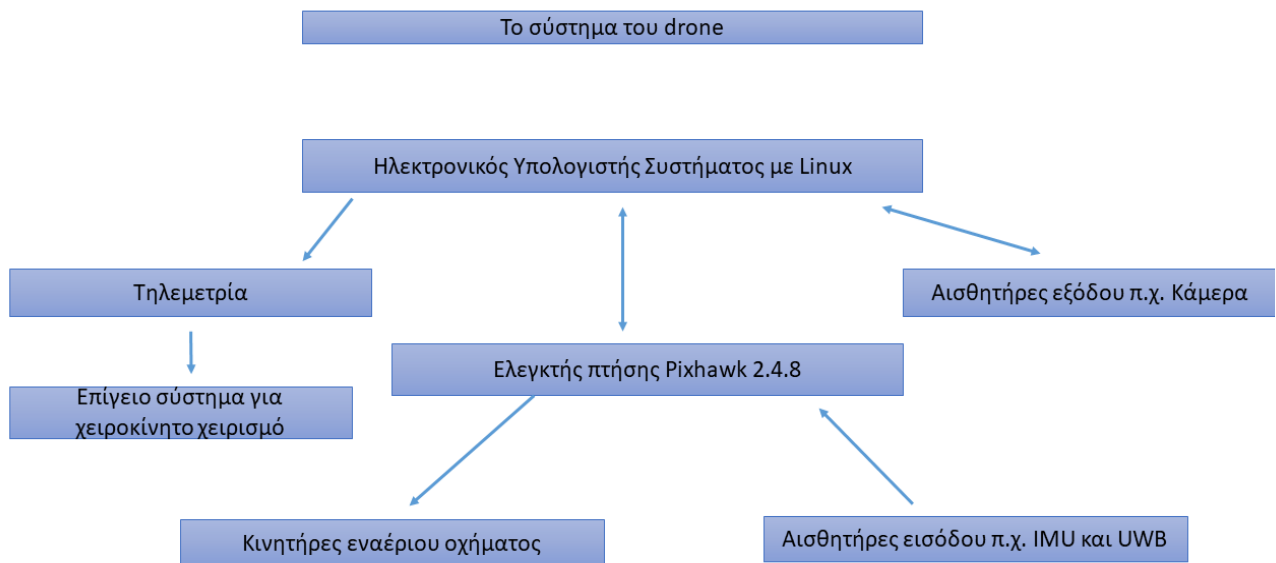 Το σύστημα του drone
Ηλεκτρονικός Υπολογιστής Συστήματος με Linux
Τηλεμετρία
Αισθητήρες εξόδου π.χ. Κάμερα
Ελεγκτής πτήσης Pixhawk 2.4.8
Επίγειο σύστημα για
χειροκίνητο χειρισμό
Κινητήρες εναέριου οχήματος
Αισθητήρες εισόδου π.χ. IMU και UWB